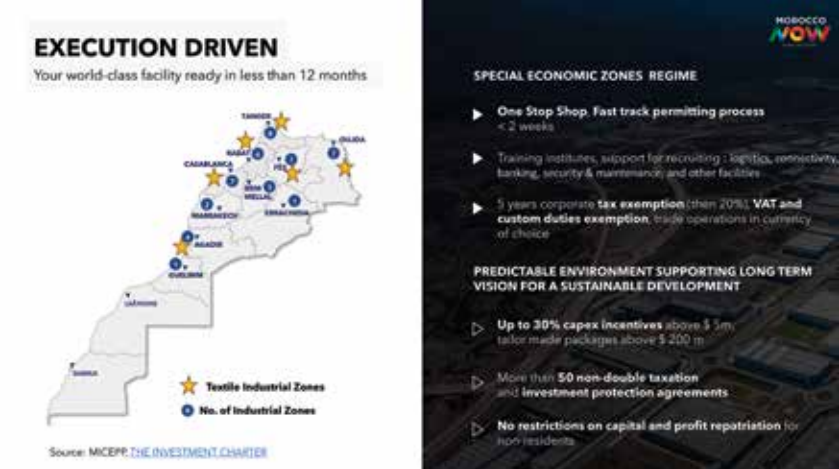 EXECUTION DRIVEN
Your world-class facility ready in less than 12 months
TANGER
OUJDA
RABAT
FES
CASABLANCA
BENI
MELLAL
ERRACHIDIA
MARRAKECH
AGADIR
GUELMIM
LAÂYOUNE
DAKHLA
Textile Industrial Zones
No. of Industrial Zones
Source: MICEPP, THE INVESTMENT CHARTER
MOROCCO
NOW
SPECIAL ECONOMIC ZONES REGIME
One Stop Shop, Fast track permitting process
< 2 weeks
Training institutes, support for recruiting : logistics, connectivity,
banking, security & maintenance, and other facilities
5 years corporate tax exemption (then 20%), VAT and
custom duties exemption, trade operations in currency
of choice
PREDICTABLE ENVIRONMENT SUPPORTING LONG TERM
VISION FOR A SUSTAINABLE DEVELOPMENT
Up to 30% capex incentives above $ 5m,
tailor made packages above $ 200 m
More than 50 non-double taxation
and investment protection agreements
No restrictions on capital and profit repatriation for
non-residents